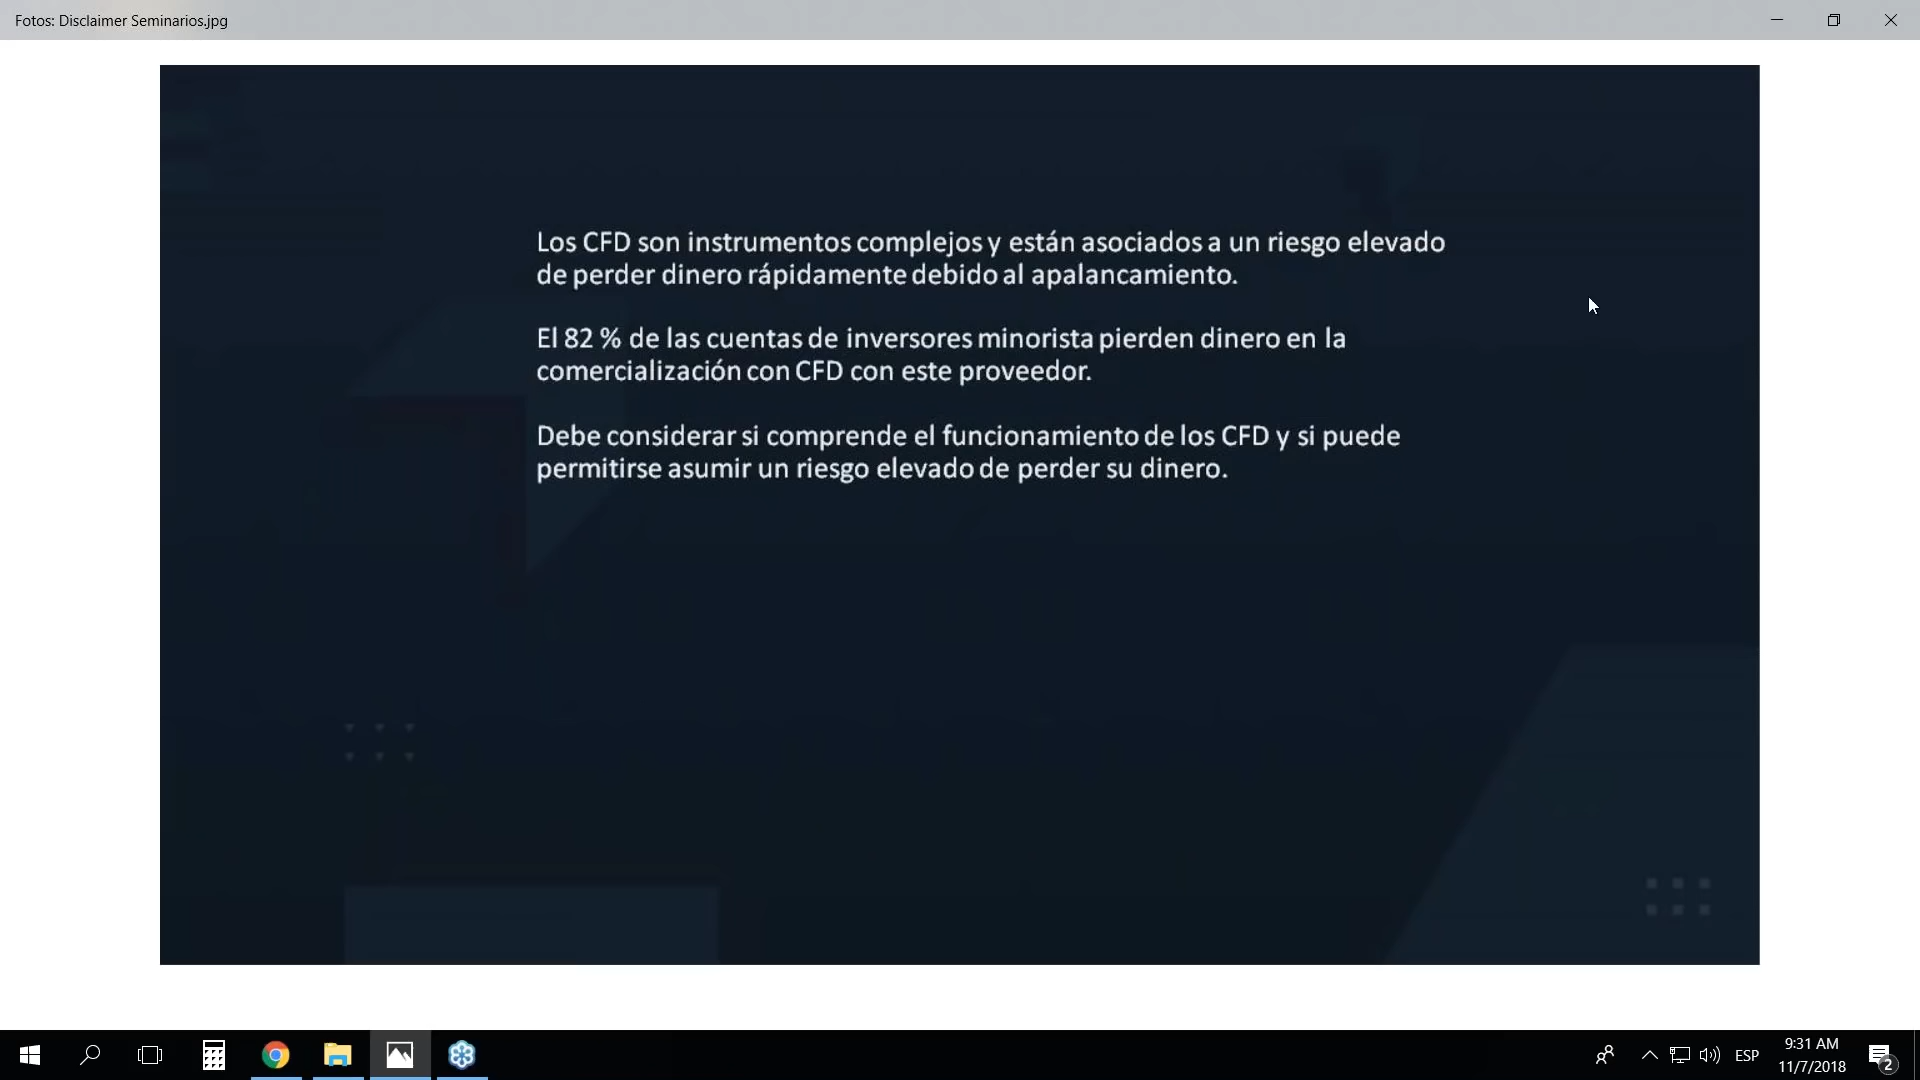 Fotos: Disclaimer Seminarios.jpg
Los CFD son instrumentos complejos y están asociados a un riesgo elevado
de perder dinero rápidamente debido al apalancamiento.
El 82 % de las cuentas de inversores minorista pierden dinero en la
comercialización con CFD con este proveedor.
Debe considerar si comprende el funcionamiento de los CFD y si puede
permitirse asumir un riesgo elevado de perder su dinero.
ESP
9:31 AM
11/7/2018
2